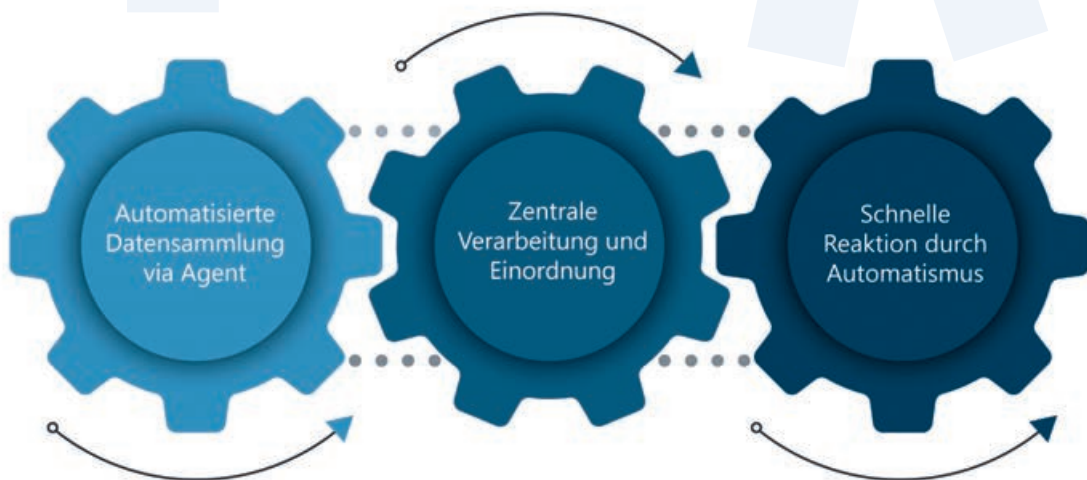 Automatisierte
Datensammlung
via Agent
Zentrale
Verarbeitung und
Einordnung
Schnelle
Reaktion durch
Automatismus